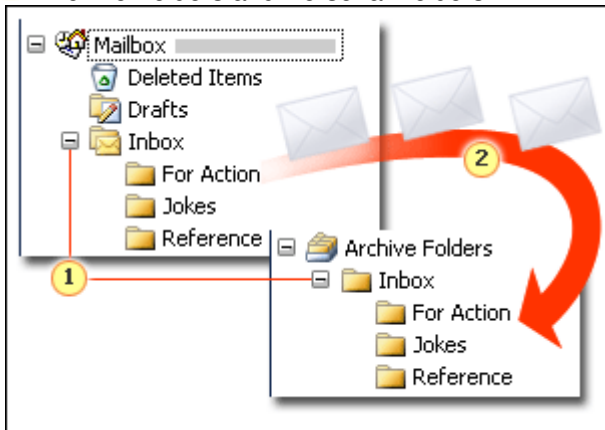 Mailbox
Deleted Items
Drafts
Inbox
For Action
Jokes
Reference
2
1
Archive Folders
Inbox
For Action
Jokes
Reference